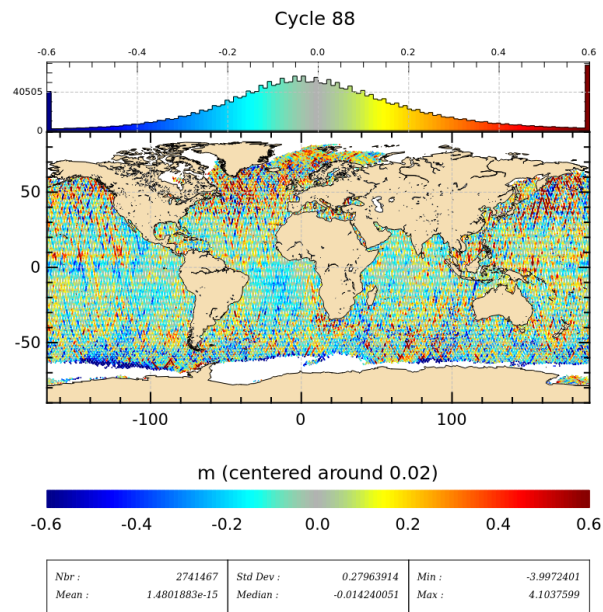 Cycle 88
-0.6 -0.4 -0.2 0.0 0.2 0.4 0.6
40505
0
50
0
-50
-100 0 100
m (centered around 0.02)
-0.6 -0.4 -0.2 0.0 0.2 0.4 0.6
Nbr : 2741467 Std Dev : 0.27963914 Min : -3.9972401
Mean : 1.4801883e-15 Median : -0.014240051 Max : 4.1037599